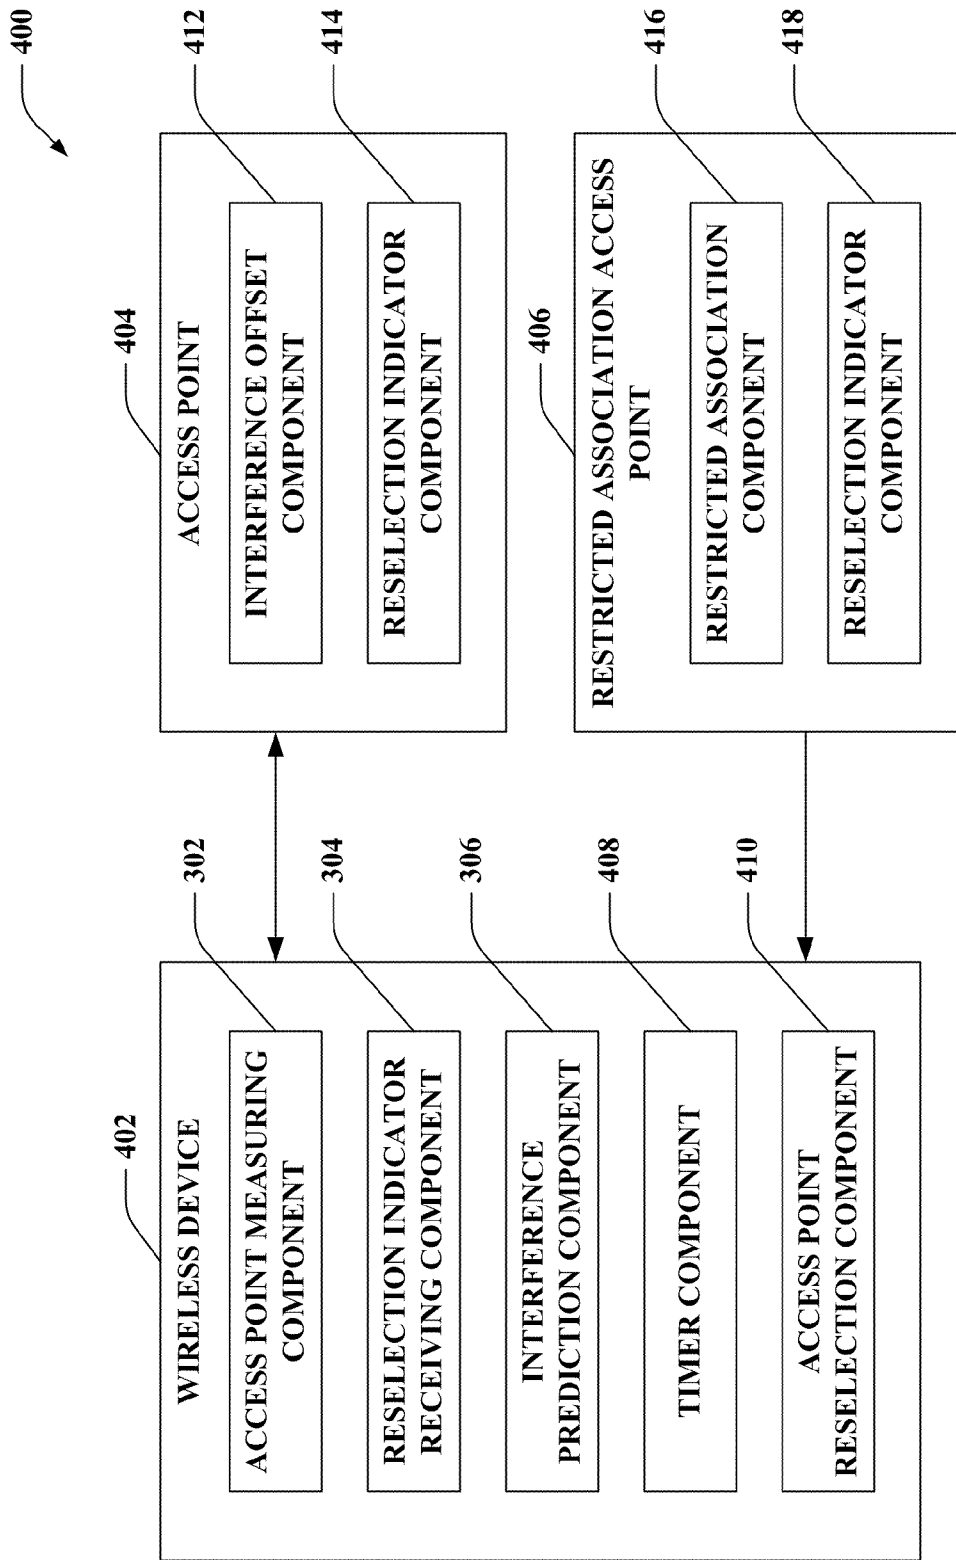 400
402
WIRELESS DEVICE
302
ACCESS POINT MEASURING
COMPONENT
304
RESELECTION INDICATOR
RECEIVING COMPONENT
306
INTERFERENCE
PREDICTION COMPONENT
408
TIMER COMPONENT
410
ACCESS POINT
RESELECTION COMPONENT
404
ACCESS POINT
412
INTERFERENCE OFFSET
COMPONENT
414
RESELECTION INDICATOR
COMPONENT
406
RESTRICTED ASSOCIATION ACCESS
POINT
416
RESTRICTED ASSOCIATION
COMPONENT
418
RESELECTION INDICATOR
COMPONENT